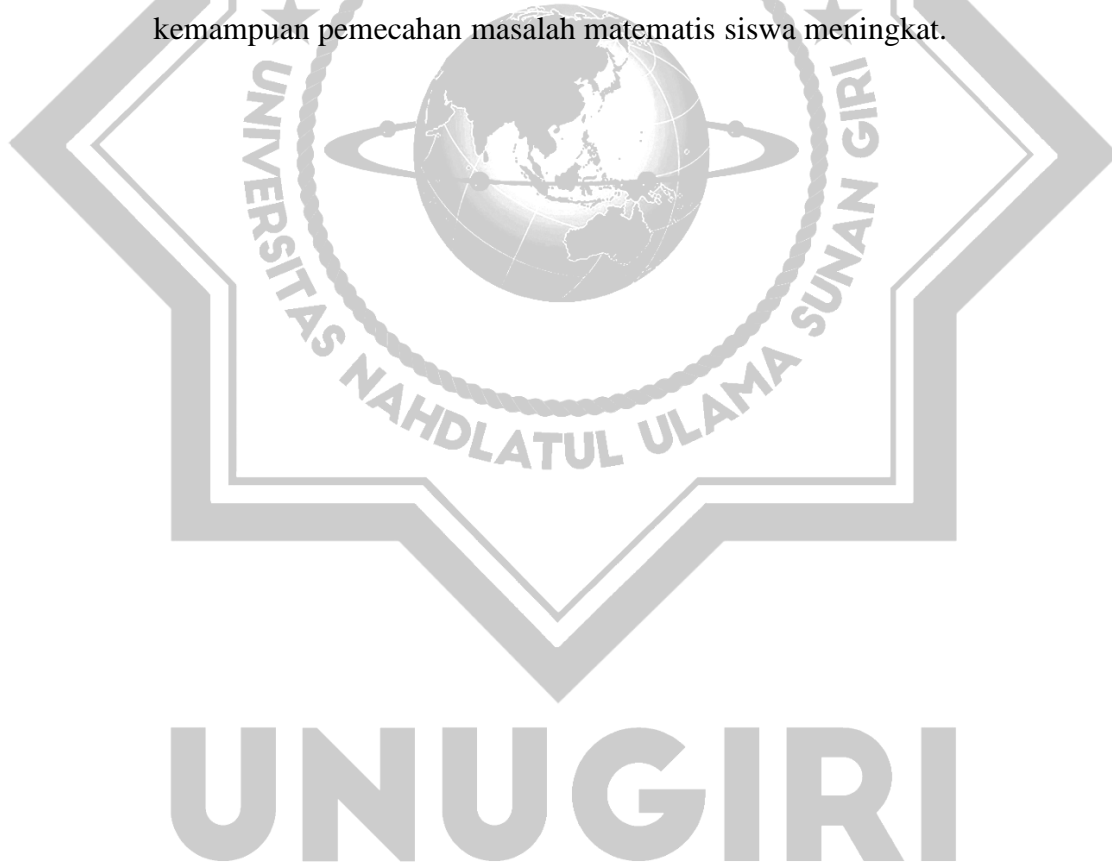 kemampuan pemecahan masalah matematis siswa meningkat.
UNIVERSITAS NAHDLATUL ULAMA SUNAN GIRI
UNUGIRI